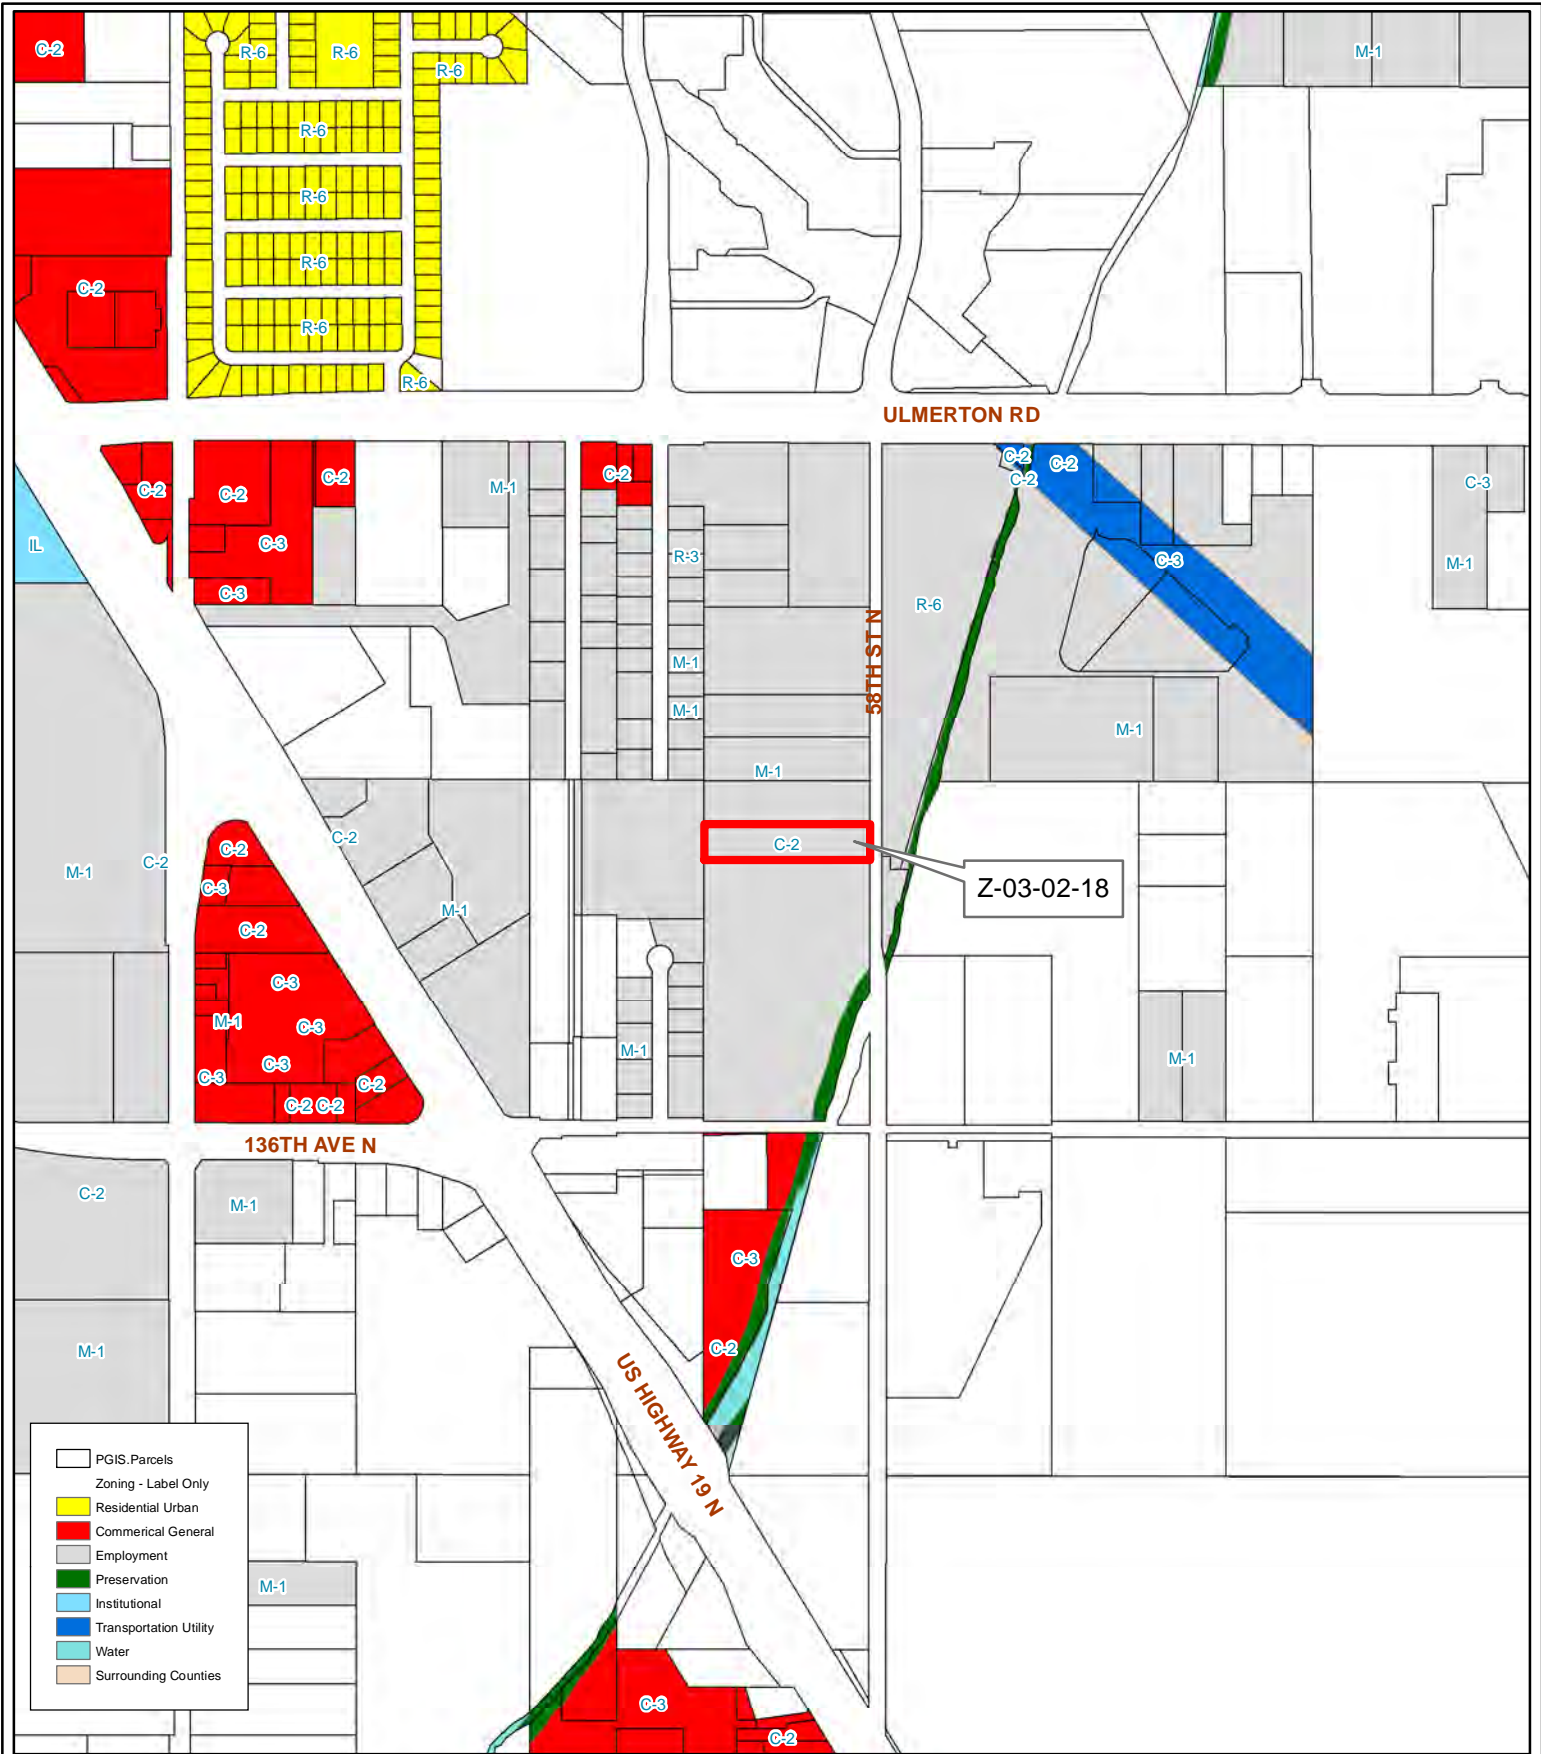 C-2
R-6
R-6
R-6
M-1
R-6
R-6
R-6
C-2
R-6
R-6
ULMERTON RD
C-2
C-2
C-2
M-1
C-2
C-2
C-2
C-2
C-3
IL
C-3
C-3
R-3
C-3
M-1
R-6
58TH ST N
M-1
M-1
M-1
M-1
C-2
C-2
C-2
C-2
M-1
C-3
Z-03-02-18
M-1
C-2
C-3
M-1
C-3
M-1
M-1
C-3
C-3
C-2
C-2
C-2
136TH AVE N
C-2
M-1
C-3
C-2
M-1
US HIGHWAY 19 N
PGIS.Parcels
Zoning - Label Only
Residential Urban
Commerical General
Employment
Preservation
Institutional
Transportation Utility
Water
Surrounding Counties
M-1
C-3
C-2